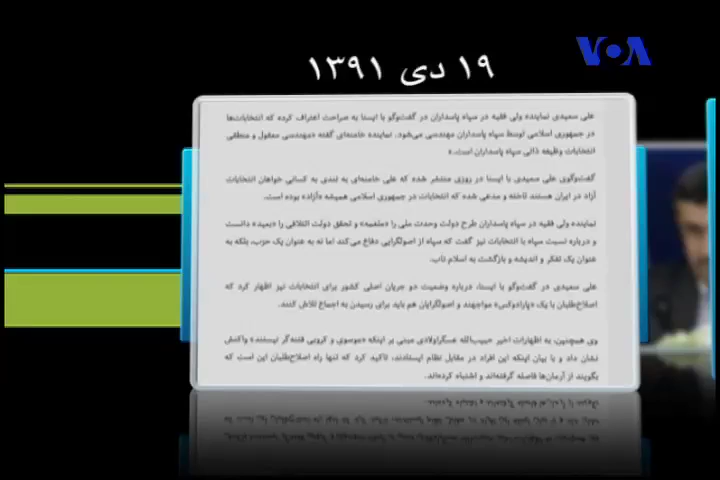 VOA
۱۹ دی ۱۳۹۱
علی سعیدی نماینده ولی فقیه در سپاه پاسداران در گفت‌وگو با ایسنا به صراحت اعتراف کرده که انتخابات‌ها
در جمهوری اسلامی توسط سپاه پاسداران مهندسی می‌شود. نماینده خامنه‌ای گفته «مهندسی معقول و منطقی
انتخابات وظیفه ذاتی سپاه پاسداران است.»
گفت‌وگوی علی سعیدی با ایسنا در روزی منتشر شده که علی خامنه‌ای به تندی به کسانی خواهان انتخابات
آزاد در ایران هستند تاخته و مدعی شده که انتخابات در جمهوری اسلامی همیشه «آزاد» بوده است.
نماینده ولی فقیه در سپاه پاسداران طرح دولت وحدت ملی را «ملغمه» و تحقق دولت ائتلافی را «بعید» دانست
و درباره نسبت سپاه با انتخابات نیز گفت که سپاه از اصولگرایی دفاع می‌کند اما نه به عنوان یک حزب، بلکه به
عنوان یک تفکر و اندیشه و بازگشت به اسلام ناب.
علی سعیدی در گفت‌وگو با ایسنا، درباره وضعیت دو جریان اصلی کشور برای انتخابات نیز اظهار کرد که
اصلاح‌طلبان با یک «پارادوکس» مواجهند و اصولگرایان هم باید برای رسیدن به اجماع تلاش کنند.
وی همچنین، به اظهارات اخیر حبیب‌الله عسگراولادی مبنی بر اینکه «موسوی و کروبی فتنه‌گر نیستند» واکنش
نشان داد و با بیان اینکه این افراد در مقابل نظام ایستادند، تاکید کرد که تنها راه اصلاح‌طلبان این است که
بگویند از آرمان‌ها فاصله گرفته‌اند و اشتباه کرده‌اند.